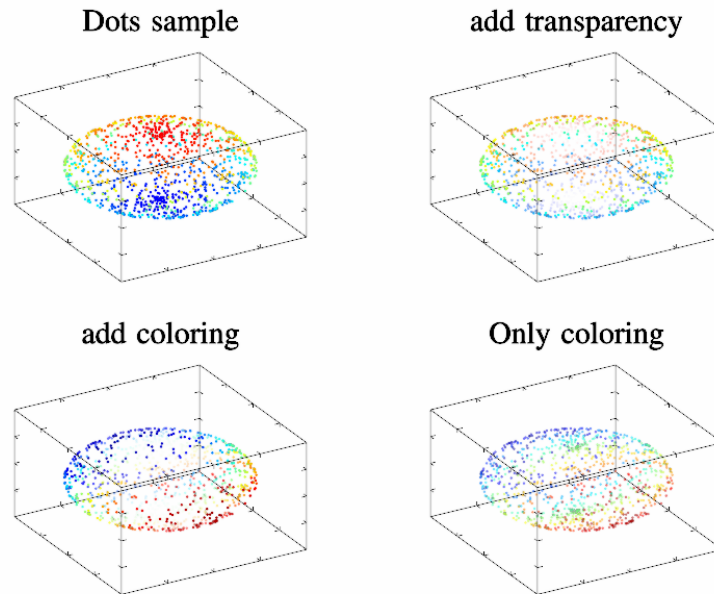 Dots sample
add transparency
add coloring
Only coloring